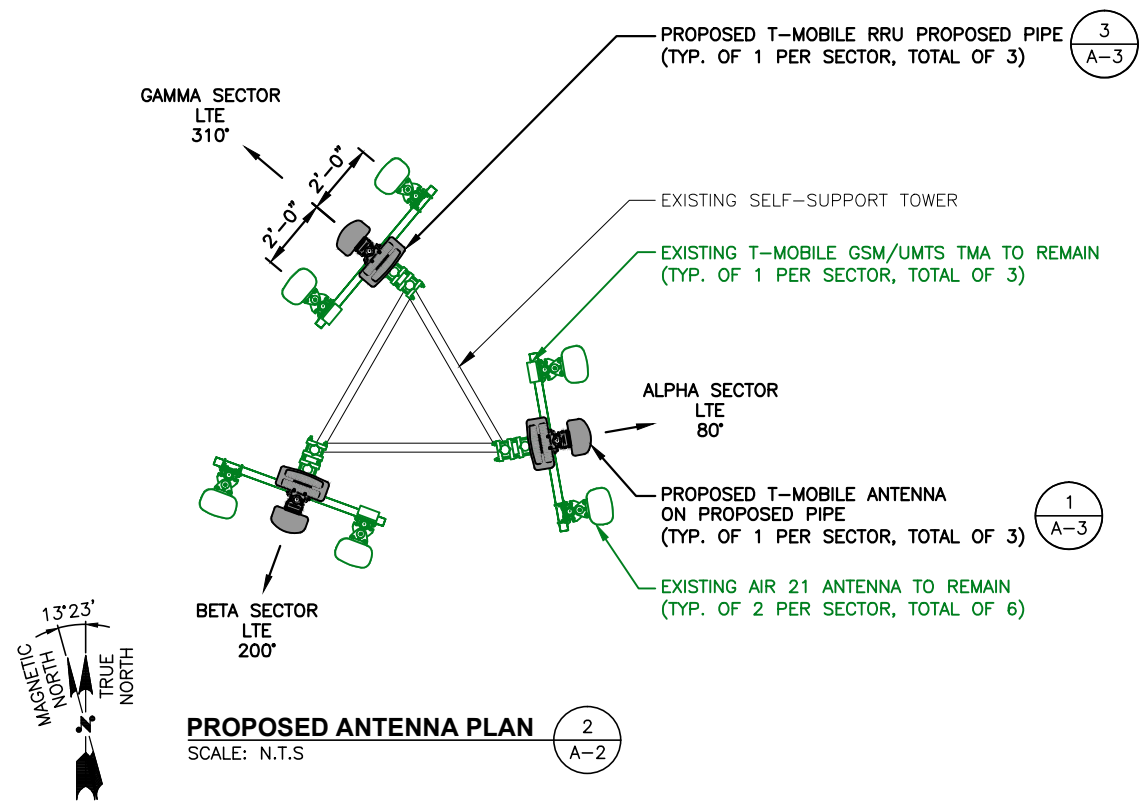 PROPOSED T-MOBILE RRU PROPOSED PIPE
(TYP. OF 1 PER SECTOR, TOTAL OF 3)
3
A-3
GAMMA SECTOR
LTE
310°
2'-0"
2'-0"
EXISTING SELF-SUPPORT TOWER
EXISTING T-MOBILE GSM/UMTS TMA TO REMAIN
(TYP. OF 1 PER SECTOR, TOTAL OF 3)
ALPHA SECTOR
LTE
80°
PROPOSED T-MOBILE ANTENNA
ON PROPOSED PIPE
(TYP. OF 1 PER SECTOR, TOTAL OF 3)
1
A-3
EXISTING AIR 21 ANTENNA TO REMAIN
(TYP. OF 2 PER SECTOR, TOTAL OF 6)
BETA SECTOR
LTE
200°
13°23'
MAGNETIC
NORTH
TRUE
NORTH
N
PROPOSED ANTENNA PLAN
SCALE: N.T.S
2
A-2